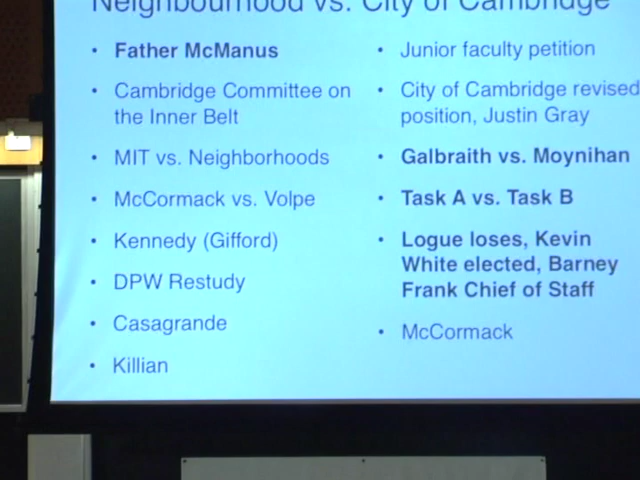 Neighbourhood vs. City of Cambridge
• Father McManus
• Cambridge Committee on
the Inner Belt
• MIT vs. Neighborhoods
• McCormack vs. Volpe
• Kennedy (Gifford)
• DPW Restudy
• Casagrande
• Killian
• Junior faculty petition
• City of Cambridge revised
position, Justin Gray
• Galbraith vs. Moynihan
• Task A vs. Task B
• Logue loses, Kevin
White elected, Barney
Frank Chief of Staff
• McCormack